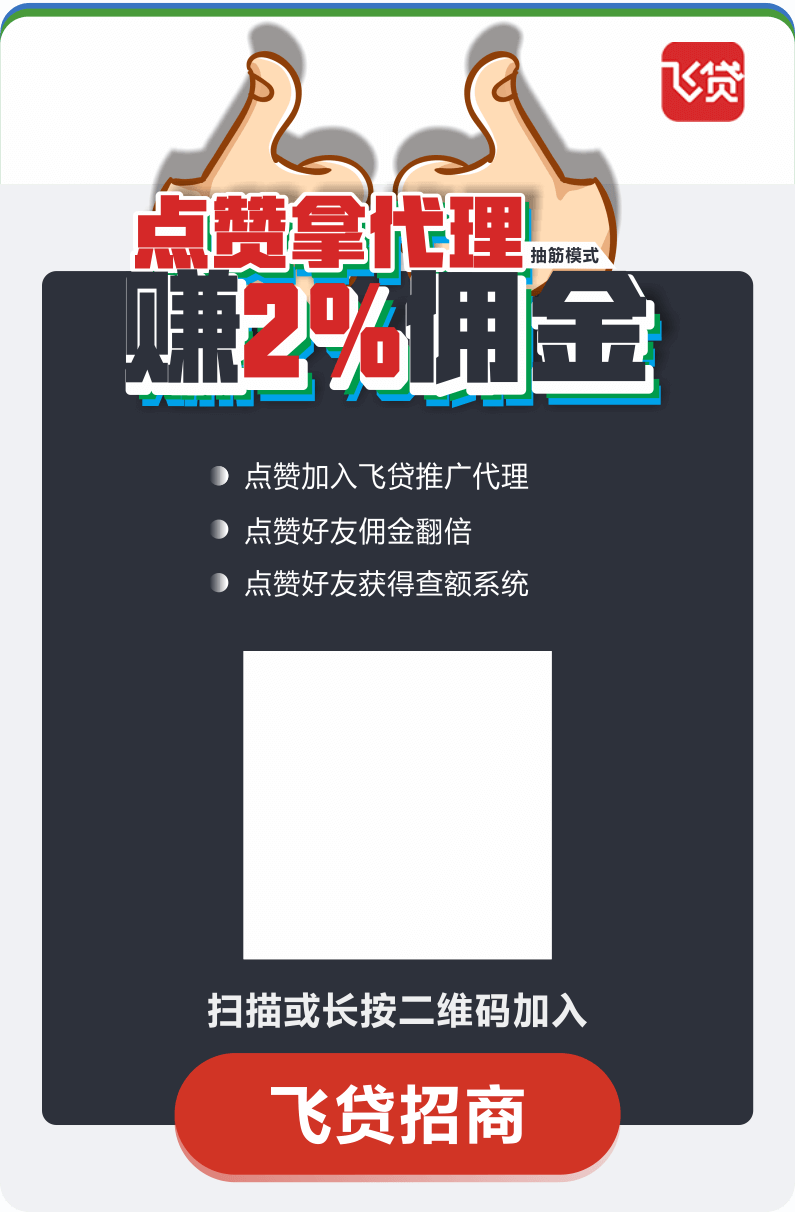 飞贷
点赞拿代理
抽筋模式
赚2%佣金
点赞加入飞贷推广代理
点赞好友佣金翻倍
点赞好友获得查额系统
扫描或长按二维码加入
飞贷招商